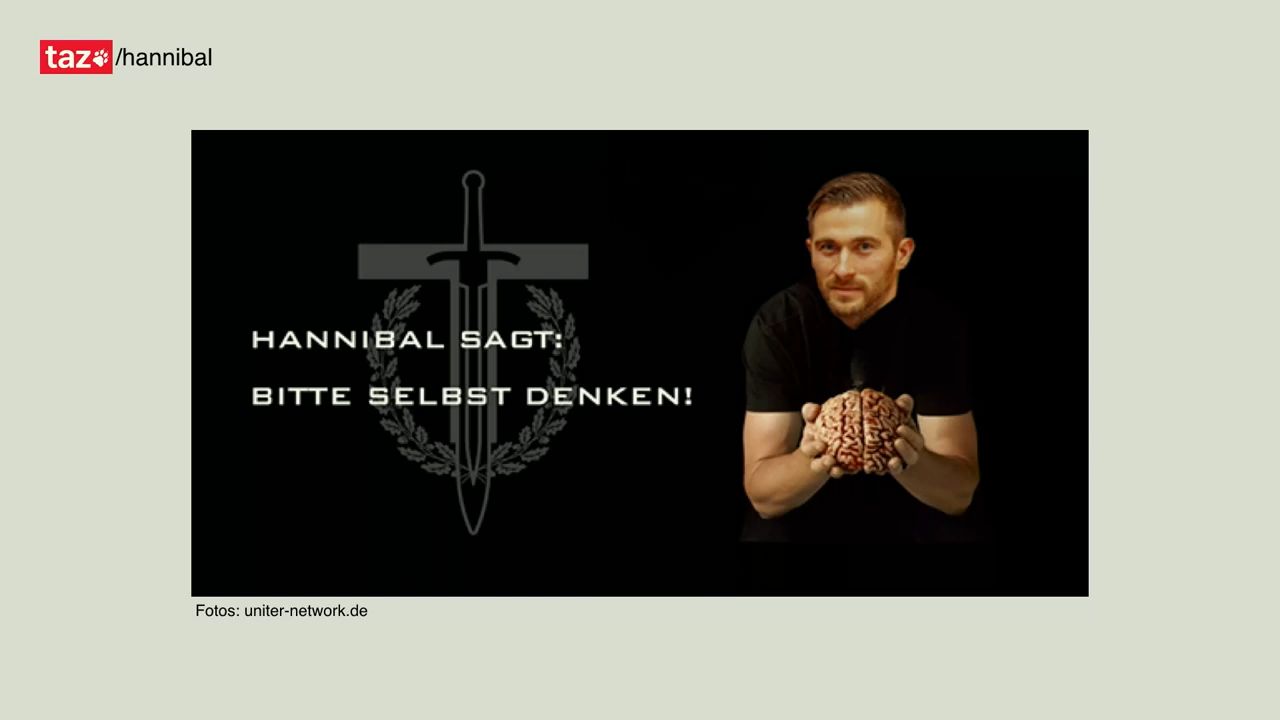 taz/hannibal
HANNIBAL SAGT:
BITTE SELBST DENKEN!
Fotos: uniter-network.de